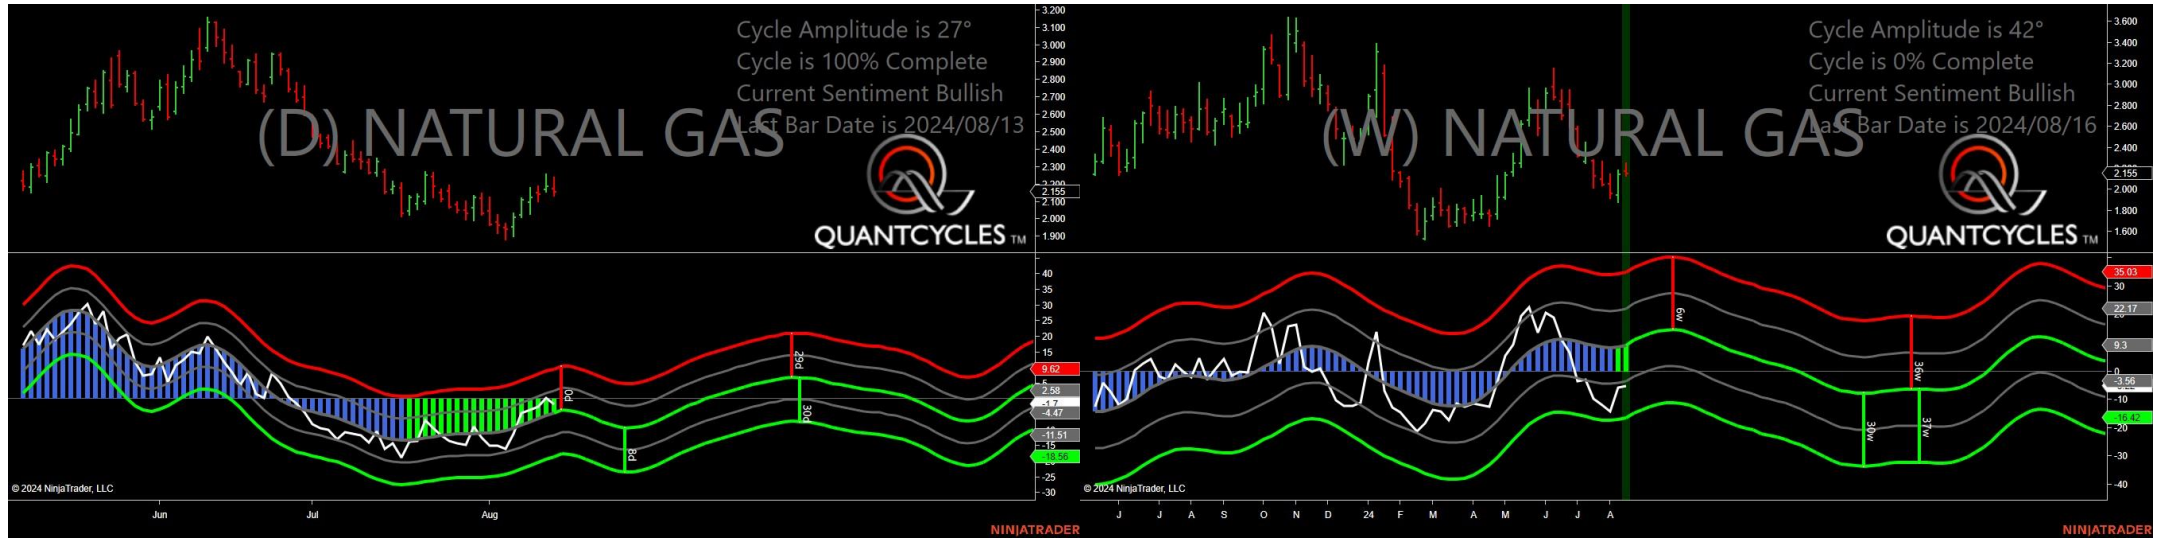 Cycle Amplitude is 27°
Cycle is 100% Complete
Current Sentiment Bullish
Last Bar Date is 2024/08/13
(D) NATURAL GAS
QUANTCYCLES TM
3.200
3.100
3.000
2.900
2.800
2.700
2.600
2.500
2.400
2.300
2.155
2.100
2.000
1.900
40
35
30
25
20
15
9.62
2.58
-1.7
-4.47
-11.51
-15
-18.56
-25
-30
0d
8d
29d
30d
© 2024 NinjaTrader, LLC
Jun
Jul
Aug
NINJATRADER
Cycle Amplitude is 42°
Cycle is 0% Complete
Current Sentiment Bullish
Last Bar Date is 2024/08/16
(W) NATURAL GAS
QUANTCYCLES TM
3.600
3.400
3.200
3.000
2.800
2.600
2.400
2.155
2.000
1.800
1.600
35.03
30
22.17
9.3
0
-3.56
-10
-16.42
-20
-30
-40
6w
36w
30w
37w
© 2024 NinjaTrader, LLC
J
J
A
S
O
N
D
24
F
M
A
M
J
J
A
NINJATRADER